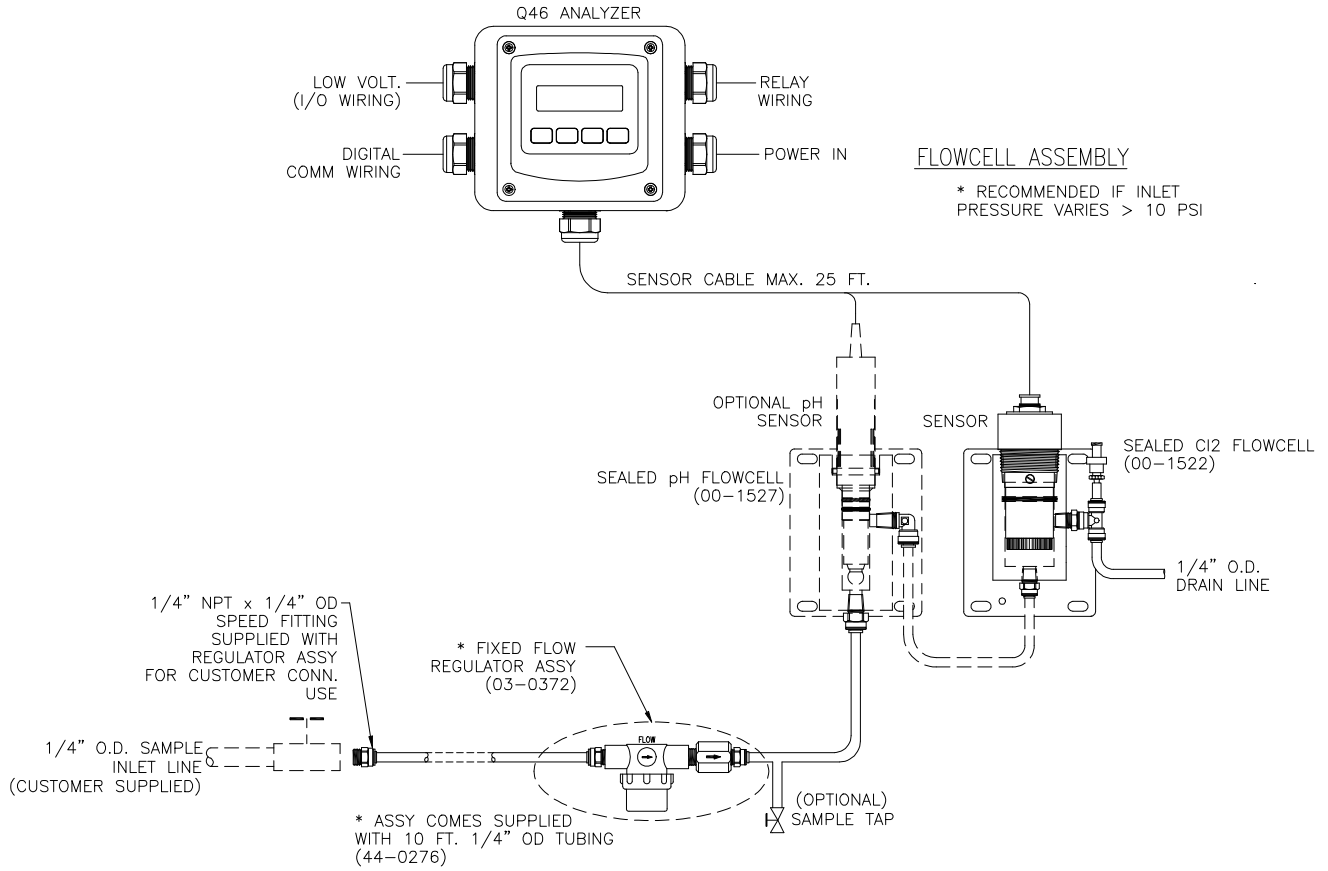 Q46 ANALYZER
LOW VOLT.
(I/O WIRING)
RELAY
WIRING
DIGITAL
COMM WIRING
POWER IN
FLOWCELL ASSEMBLY
* RECOMMENDED IF INLET
PRESSURE VARIES > 10 PSI
SENSOR CABLE MAX. 25 FT.
OPTIONAL pH
SENSOR
SENSOR
SEALED Cl2 FLOWCELL
(00-1522)
SEALED pH FLOWCELL
(00-1527)
1/4" O.D.
DRAIN LINE
1/4" NPT x 1/4" OD
SPEED FITTING
SUPPLIED WITH
REGULATOR ASSY
FOR CUSTOMER CONN.
USE
* FIXED FLOW
REGULATOR ASSY
(03-0372)
FLOW
1/4" O.D. SAMPLE
INLET LINE
(CUSTOMER SUPPLIED)
(OPTIONAL)
SAMPLE TAP
* ASSY COMES SUPPLIED
WITH 10 FT. 1/4" OD TUBING
(44-0276)